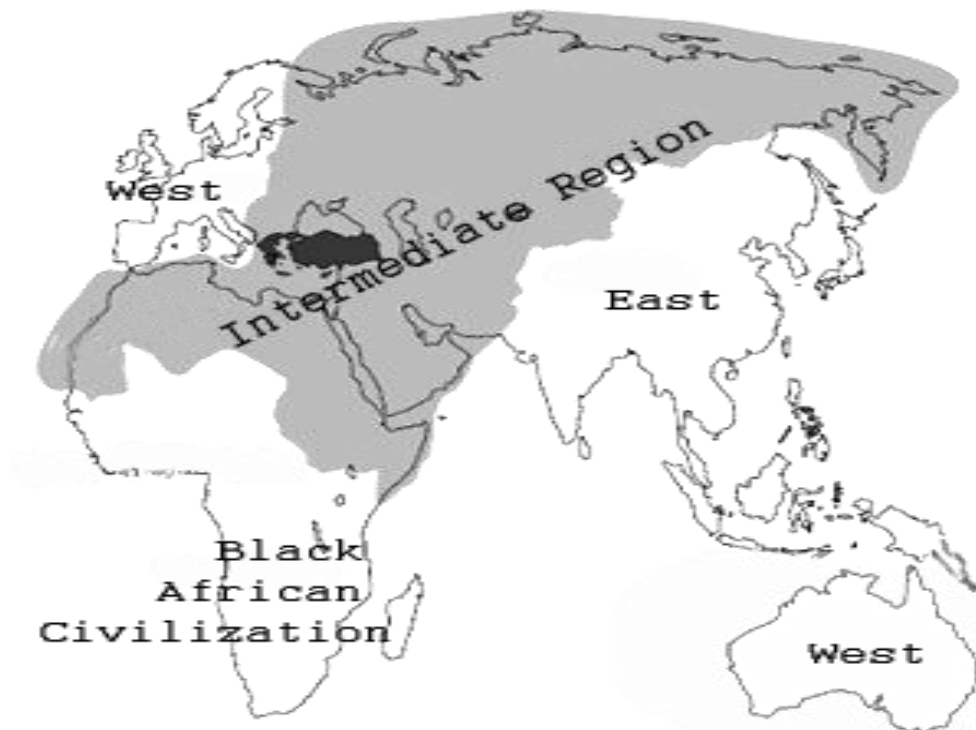 West
Intermediate Region
East
Black
African
Civilization
West